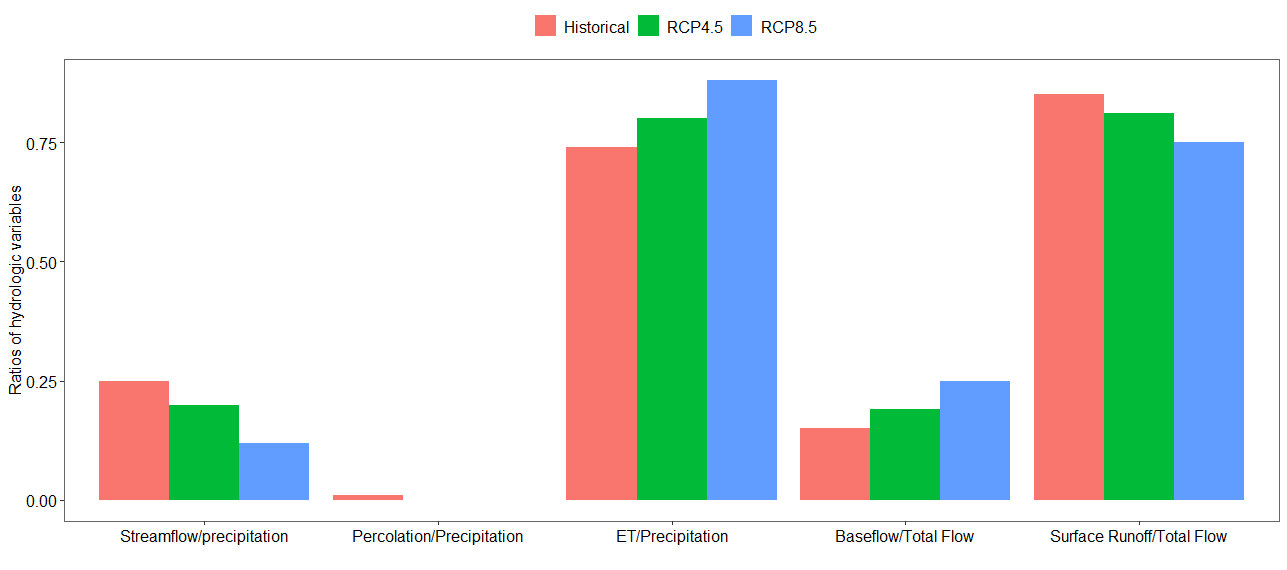 Historical RCP4.5 RCP8.5
Ratios of hydrologic variables
0.75
0.50
0.25
0.00
Streamflow/precipitation Percolation/Precipitation ET/Precipitation Baseflow/Total Flow Surface Runoff/Total Flow